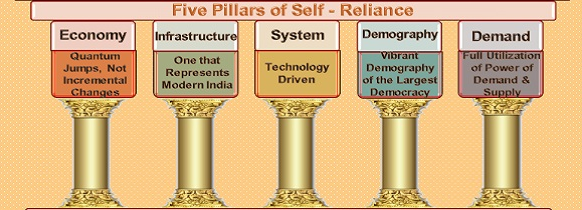 Five Pillars of Self - Reliance
Economy
Quantum
Jumps, Not
Incremental
Changes
Infrastructure
One that
Represents
Modern India
System
Technology
Driven
Demography
Vibrant
Demography
of the Largest
Democracy
Demand
Full Utilization
of Power of
Demand &
Supply